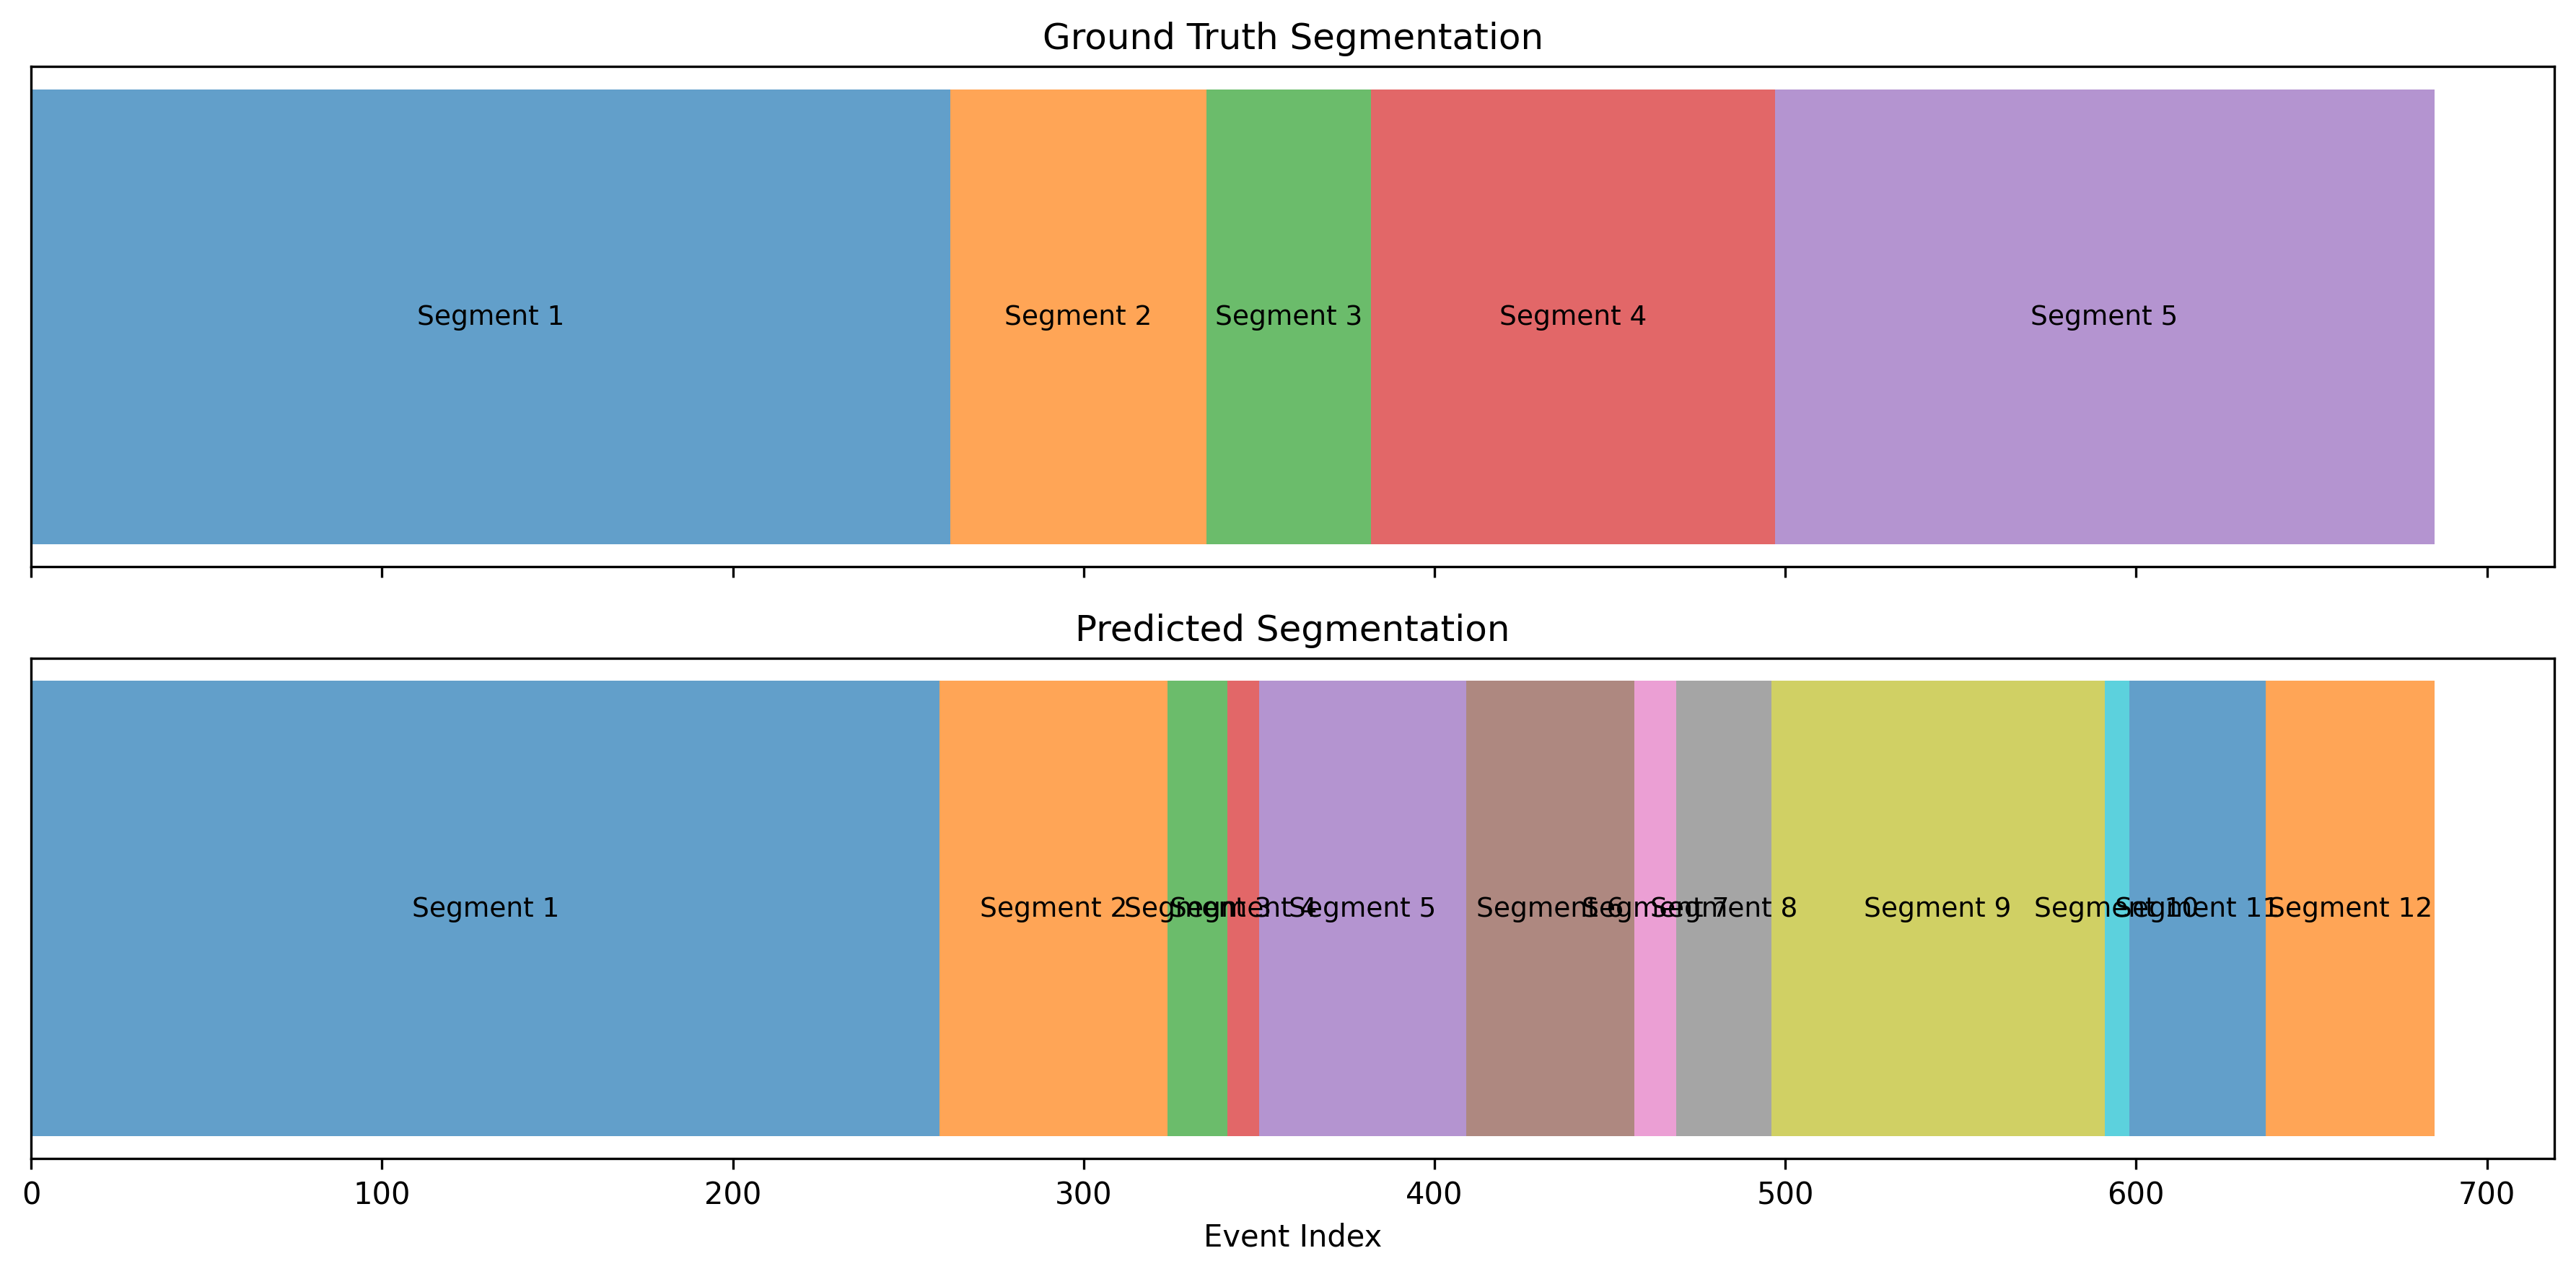 Ground Truth Segmentation
Segment 1 Segment 2 Segment 3 Segment 4 Segment 5
Predicted Segmentation
Segment 1 Segment 2 Segment 3 Segment 4 Segment 5 Segment 6 Segment 7 Segment 8 Segment 9 Segment 10 Segment 11 Segment 12
0 100 200 300 400 500 600 700
Event Index